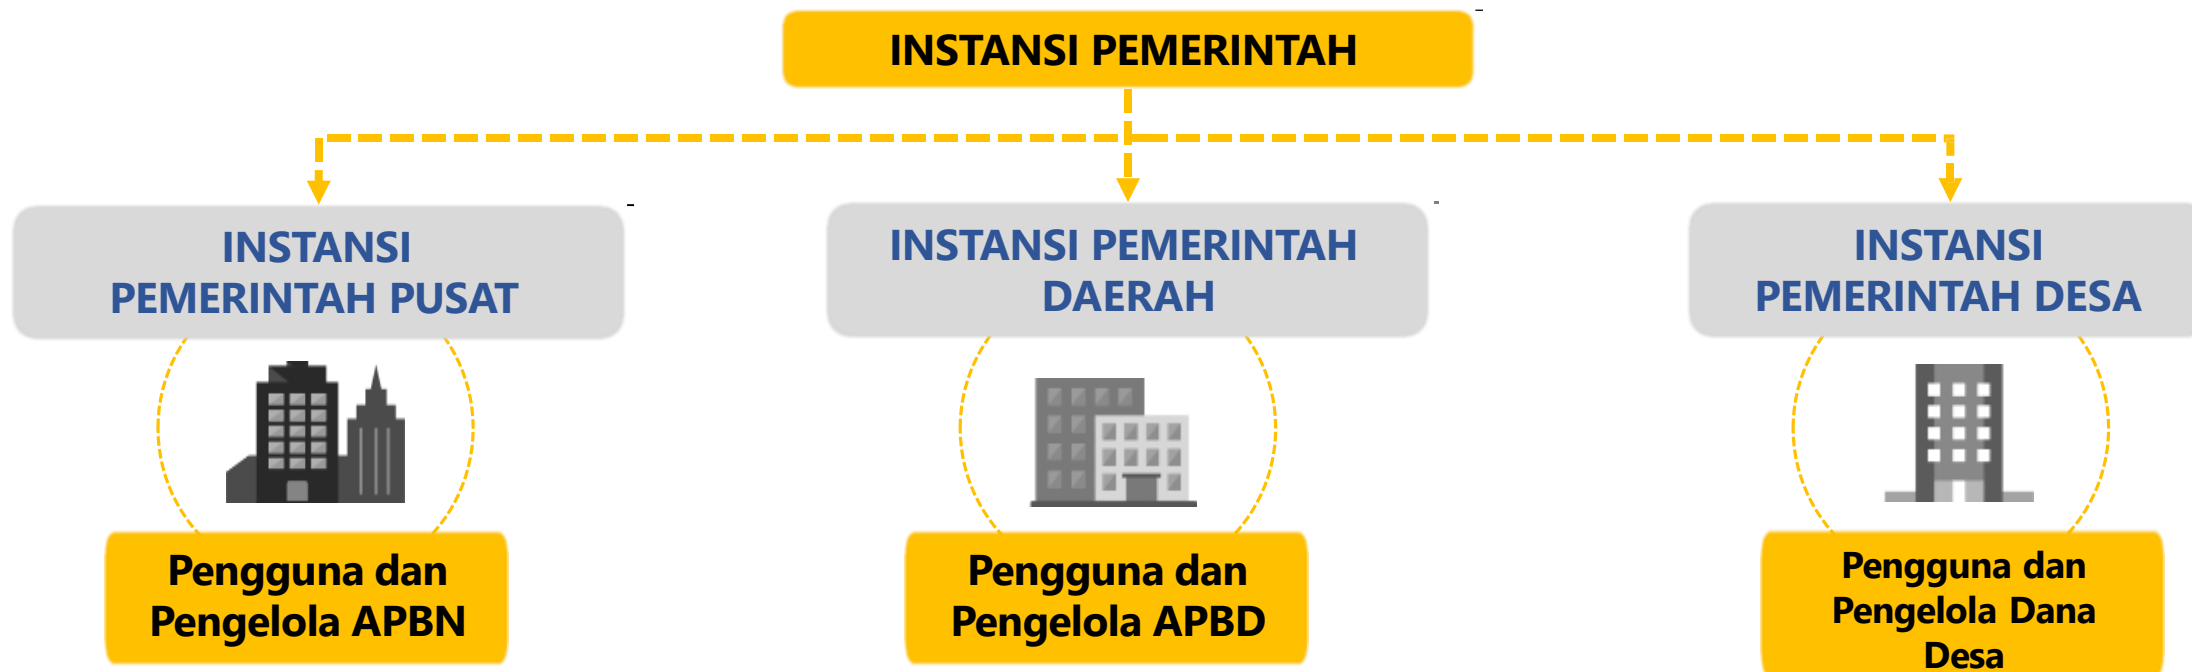 INSTANSI PEMERINTAH
INSTANSI
PEMERINTAH PUSAT
INSTANSI PEMERINTAH
DAERAH
INSTANSI
PEMERINTAH DESA
Pengguna dan
Pengelola APBN
Pengguna dan
Pengelola APBD
Pengguna dan
Pengelola Dana
Desa